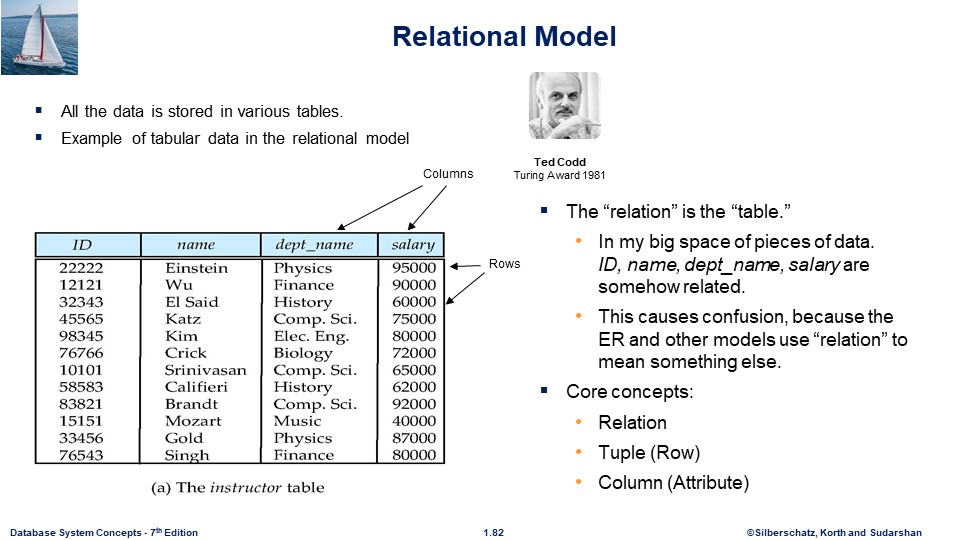 Relational Model
All the data is stored in various tables.
Example of tabular data in the relational model
Ted Codd
Turing Award 1981
Columns
ID name dept_name salary
22222 Einstein Physics 95000
12121 Wu Finance 90000
32343 El Said History 60000
45565 Katz Comp. Sci. 75000
98345 Kim Elec. Eng. 80000
76766 Crick Biology 72000
10101 Srinivasan Comp. Sci. 65000
58583 Califieri History 62000
83821 Brandt Comp. Sci. 92000
15151 Mozart Music 40000
33456 Gold Physics 87000
76543 Singh Finance 80000
Rows
(a) The instructor table
The “relation” is the “table.”
In my big space of pieces of data.
ID, name, dept_name, salary are
somehow related.
This causes confusion, because the
ER and other models use “relation” to
mean something else.
Core concepts:
Relation
Tuple (Row)
Column (Attribute)
Database System Concepts - 7th Edition
1.82
©Silberschatz, Korth and Sudarshan